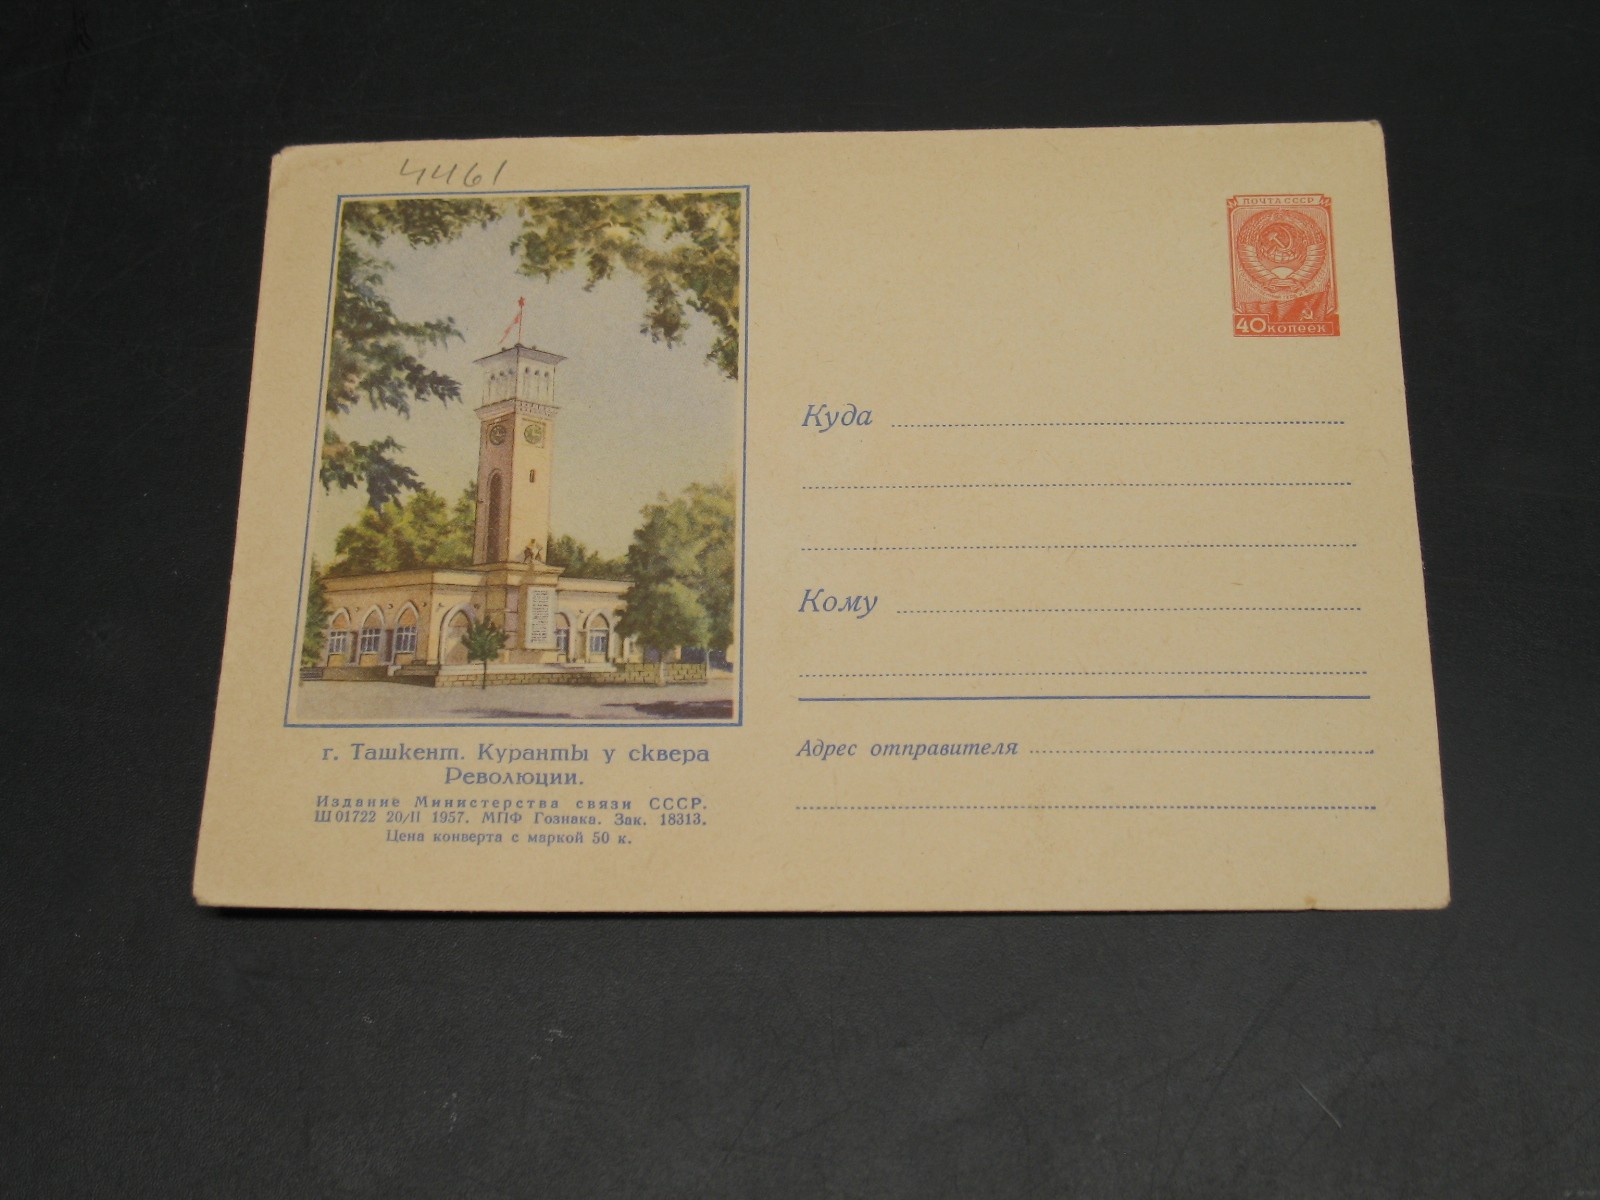 4461
ПОЧТА СССР
40 КОПЕЕК
Куда
Кому
Адрес отправителя
г. Ташкент. Куранты у сквера
Революции.
Издание Министерства связи СССР.
Ш 01722 20/II 1957. МПФ Гознака. Зак. 18313.
Цена конверта с маркой 50 к.